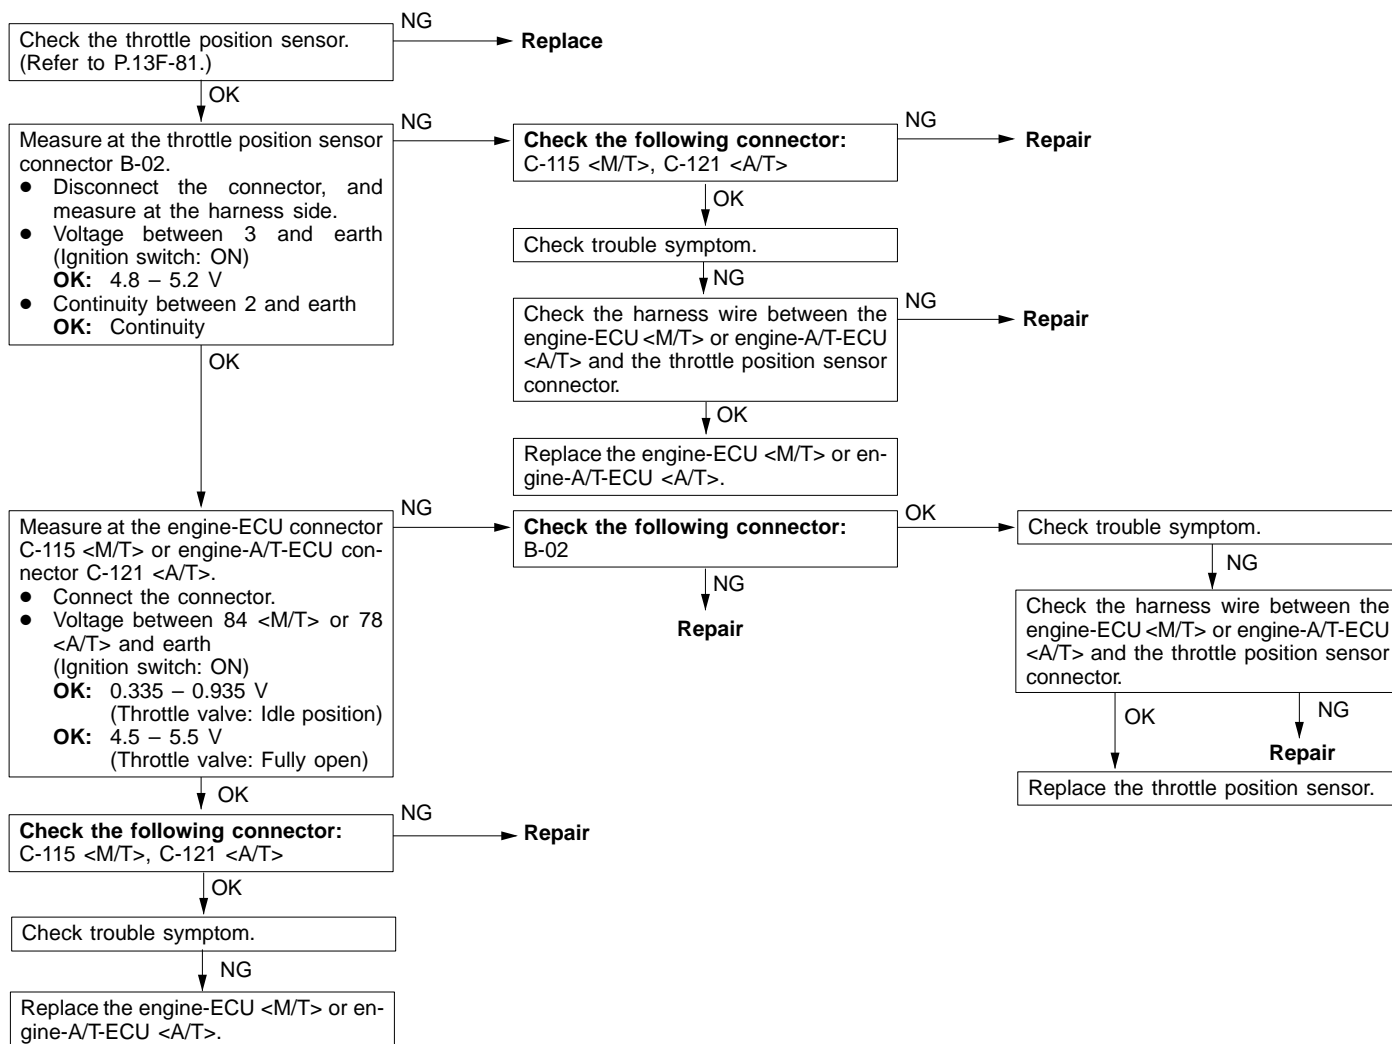 Check the throttle position sensor.
(Refer to P.13F-81.)
NG
Replace
OK
Measure at the throttle position sensor
connector B-02.
● Disconnect the connector, and
measure at the harness side.
● Voltage between 3 and earth
(Ignition switch: ON)
OK: 4.8 – 5.2 V
● Continuity between 2 and earth
OK: Continuity
NG
Check the following connector:
C-115 <M/T>, C-121 <A/T>
NG
Repair
OK
Check trouble symptom.
NG
Check the harness wire between the
engine-ECU <M/T> or engine-A/T-ECU
<A/T> and the throttle position sensor
connector.
NG
Repair
OK
Replace the engine-ECU <M/T> or en-
gine-A/T-ECU <A/T>.
OK
Measure at the engine-ECU connector
C-115 <M/T> or engine-A/T-ECU con-
nector C-121 <A/T>.
● Connect the connector.
● Voltage between 84 <M/T> or 78
<A/T> and earth
(Ignition switch: ON)
OK: 0.335 – 0.935 V
(Throttle valve: Idle position)
OK: 4.5 – 5.5 V
(Throttle valve: Fully open)
NG
Check the following connector:
B-02
NG
Repair
OK
Check trouble symptom.
NG
Check the harness wire between the
engine-ECU <M/T> or engine-A/T-ECU
<A/T> and the throttle position sensor
connector.
OK
NG
Repair
Replace the throttle position sensor.
OK
Check the following connector:
C-115 <M/T>, C-121 <A/T>
NG
Repair
OK
Check trouble symptom.
NG
Replace the engine-ECU <M/T> or en-
gine-A/T-ECU <A/T>.